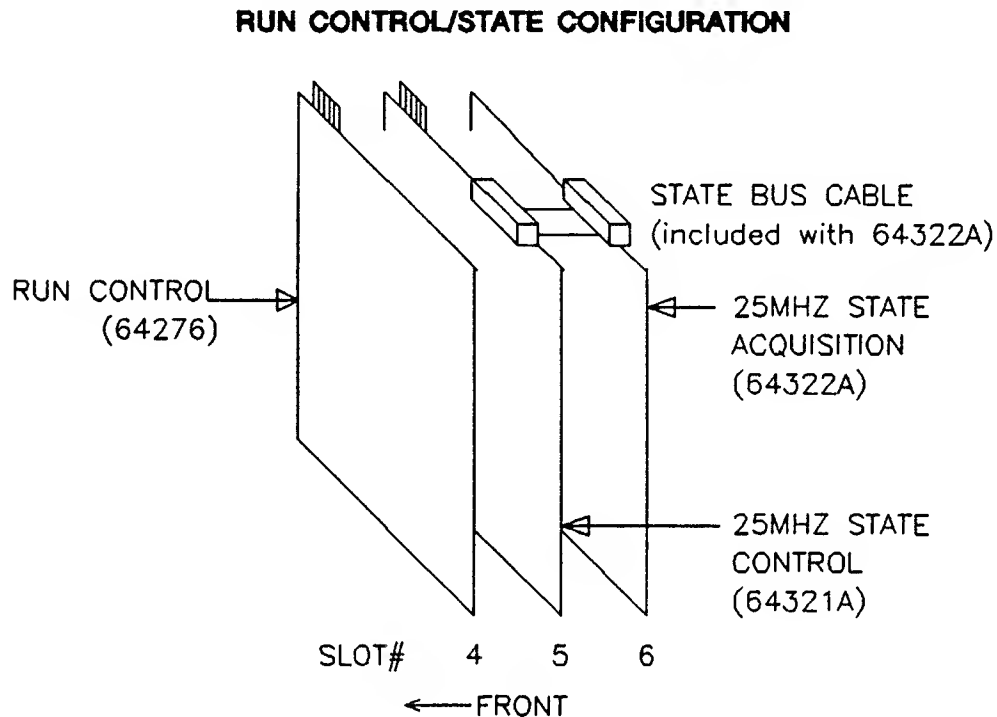 RUN CONTROL/STATE CONFIGURATION
STATE BUS CABLE
(included with 64322A)
RUN CONTROL
(64276)
25MHZ STATE
ACQUISITION
(64322A)
25MHZ STATE
CONTROL
(64321A)
SLOT# 4 5 6
FRONT